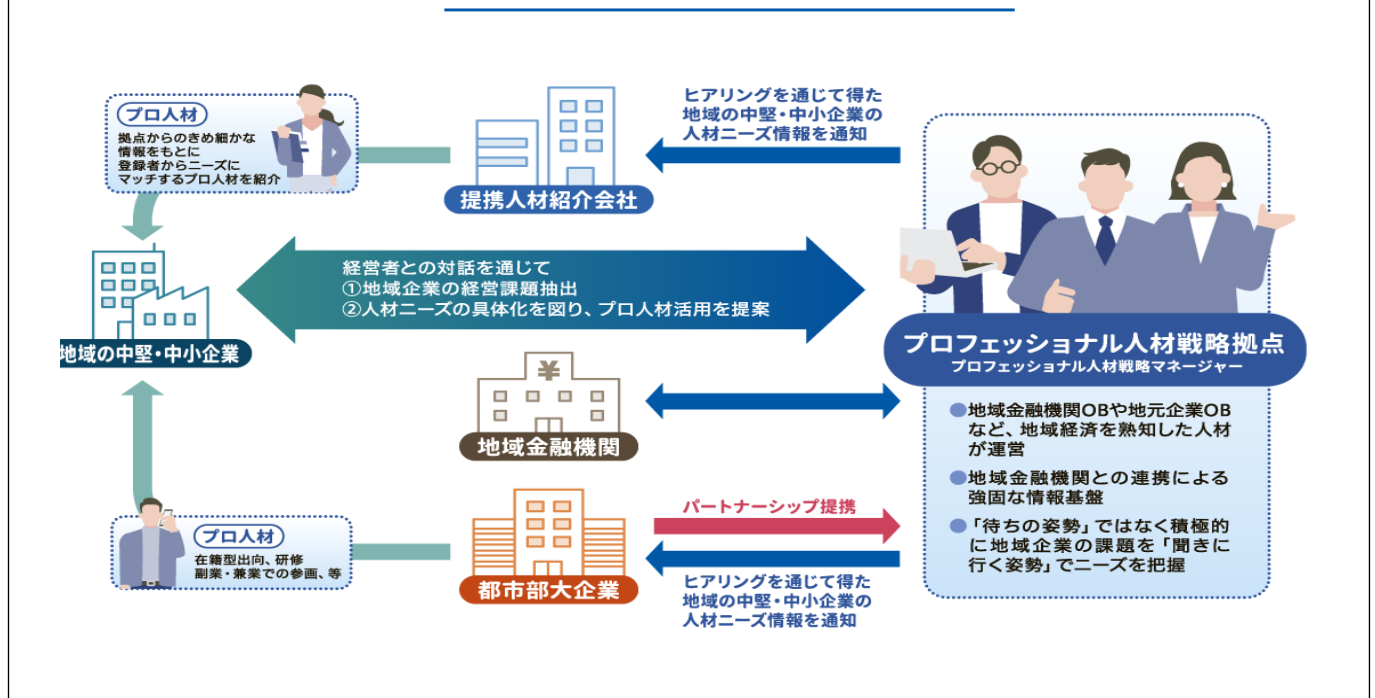 プロ人材
拠点からのきめ細かな
情報をもとに
登録者からニーズに
マッチするプロ人材を紹介
提携人材紹介会社
ヒアリングを通じて得た
地域の中堅・中小企業の
人材ニーズ情報を通知
経営者との対話を通じて
①地域企業の経営課題抽出
②人材ニーズの具体化を図り、プロ人材活用を提案
地域の中堅・中小企業
プロフェッショナル人材戦略拠点
プロフェッショナル人材戦略マネージャー
¥
地域金融機関
●地域金融機関OBや地元企業OB
など、地域経済を熟知した人材
が運営
●地域金融機関との連携による
強固な情報基盤
●「待ちの姿勢」ではなく積極的
に地域企業の課題を「聞きに
行く姿勢」でニーズを把握
プロ人材
在籍型出向、研修
副業・兼業での参画、等
都市部大企業
パートナーシップ提携
ヒアリングを通じて得た
地域の中堅・中小企業の
人材ニーズ情報を通知